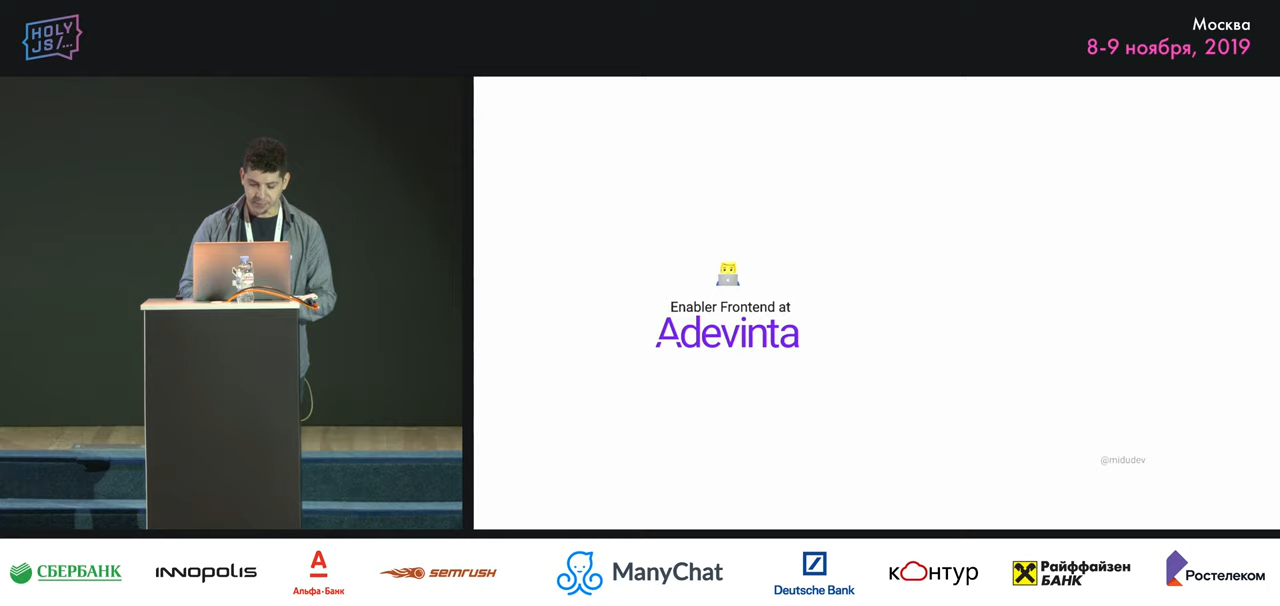 HOLY
JS/...
Москва
8-9 ноября, 2019
Enabler Frontend at
Adevinta
@midudev
СБЕРБАНК
INNOPOLIS
А
Альфа·Банк
semrush
ManyChat
Deutsche Bank
кОнтур
Райффайзен
БАНК
Ростелеком